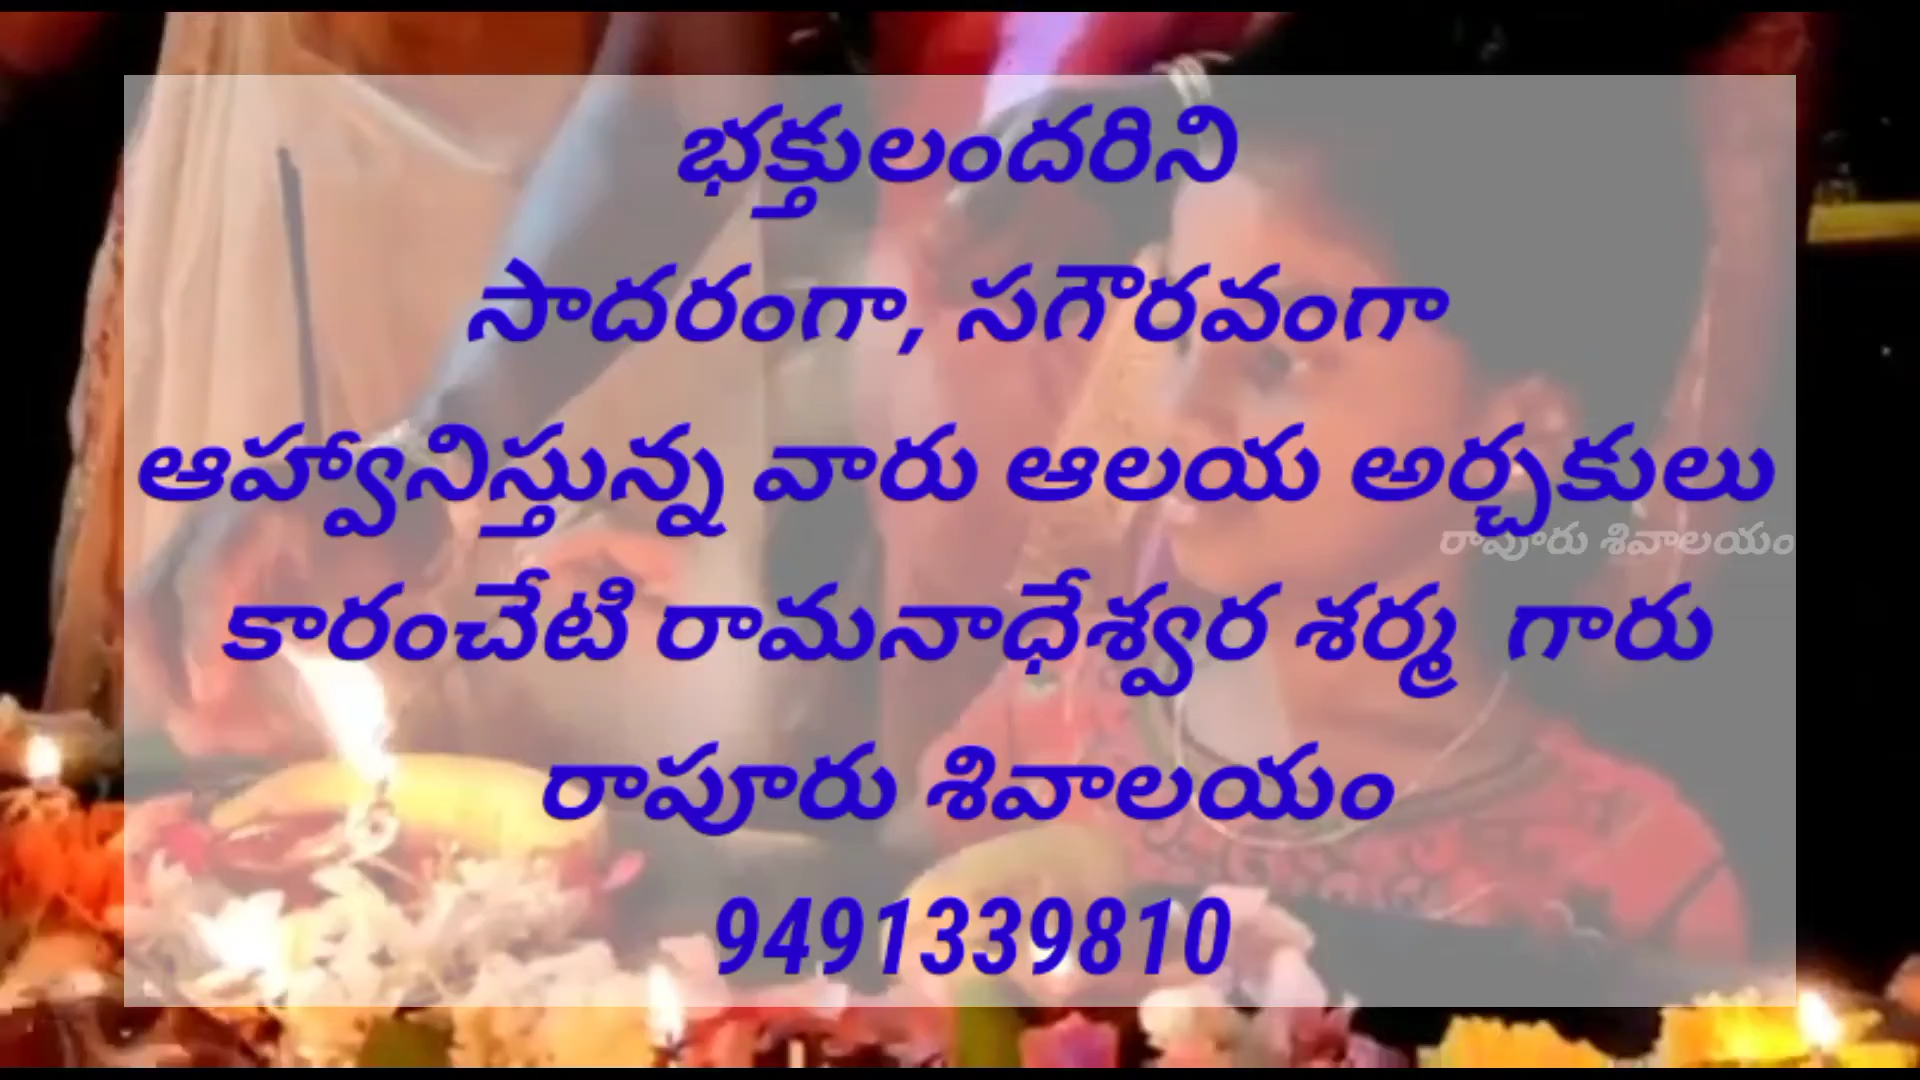 భక్తులందరిని
సాదరంగా, సగౌరవంగా
ఆహ్వానిస్తున్న వారు ఆలయ అర్చకులు
రాపూరు శివాలయం
కారంచేటి రామనాధేశ్వర శర్మ గారు
రాపూరు శివాలయం
9491339810